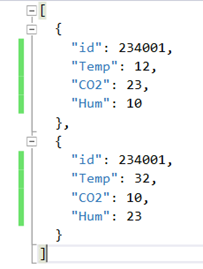 [
{
"id": 234001,
"Temp": 12,
"CO2": 23,
"Hum": 10
},
{
"id": 234001,
"Temp": 32,
"CO2": 10,
"Hum": 23
}
]